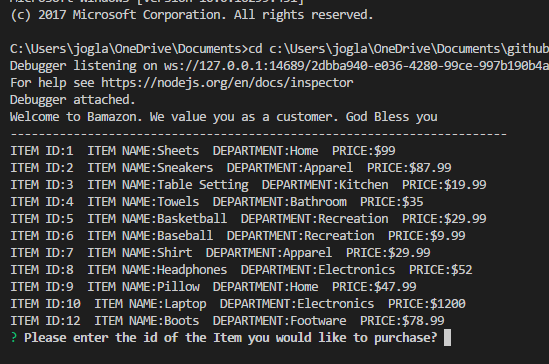 (c) 2017 Microsoft Corporation. All rights reserved.
C:\Users\jogla\OneDrive\Documents>cd c:\Users\jogla\OneDrive\Documents\github
Debugger listening on ws://127.0.0.1:14689/2dbba940-e036-4280-99ce-997b190b4a
For help see https://nodejs.org/en/docs/inspector
Debugger attached.
Welcome to Bamazon. We value you as a customer. God Bless you
-----------------------------------------------------------------------
ITEM ID:1  ITEM NAME:Sheets  DEPARTMENT:Home  PRICE:$99
ITEM ID:2  ITEM NAME:Sneakers  DEPARTMENT:Apparel  PRICE:$87.99
ITEM ID:3  ITEM NAME:Table Setting  DEPARTMENT:Kitchen  PRICE:$19.99
ITEM ID:4  ITEM NAME:Towels  DEPARTMENT:Bathroom  PRICE:$35
ITEM ID:5  ITEM NAME:Basketball  DEPARTMENT:Recreation  PRICE:$29.99
ITEM ID:6  ITEM NAME:Baseball  DEPARTMENT:Recreation  PRICE:$9.99
ITEM ID:7  ITEM NAME:Shirt  DEPARTMENT:Apparel  PRICE:$29.99
ITEM ID:8  ITEM NAME:Headphones  DEPARTMENT:Electronics  PRICE:$52
ITEM ID:9  ITEM NAME:Pillow  DEPARTMENT:Home  PRICE:$47.99
ITEM ID:10  ITEM NAME:Laptop  DEPARTMENT:Electronics  PRICE:$1200
ITEM ID:12  ITEM NAME:Boots  DEPARTMENT:Footware  PRICE:$78.99
? Please enter the id of the Item you would like to purchase?